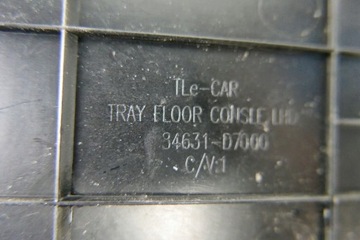 TLe-CAR
TRAY FLOOR CONSLE LHD
34631-D7000
C/V:1